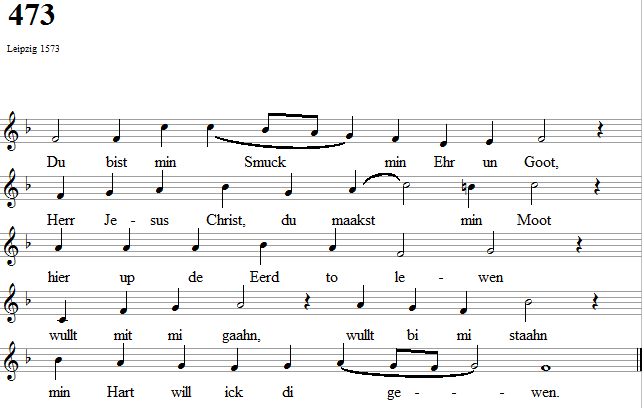 473
Leipzig 1573
Du bist min Smuck min Ehr un Goot,
Herr Je - sus Christ, du maakst min Moot
hier up de Eerd to le - wen
wullt mit mi gaahn, wullt bi mi staahn
min Hart will ick di ge - - - wen.